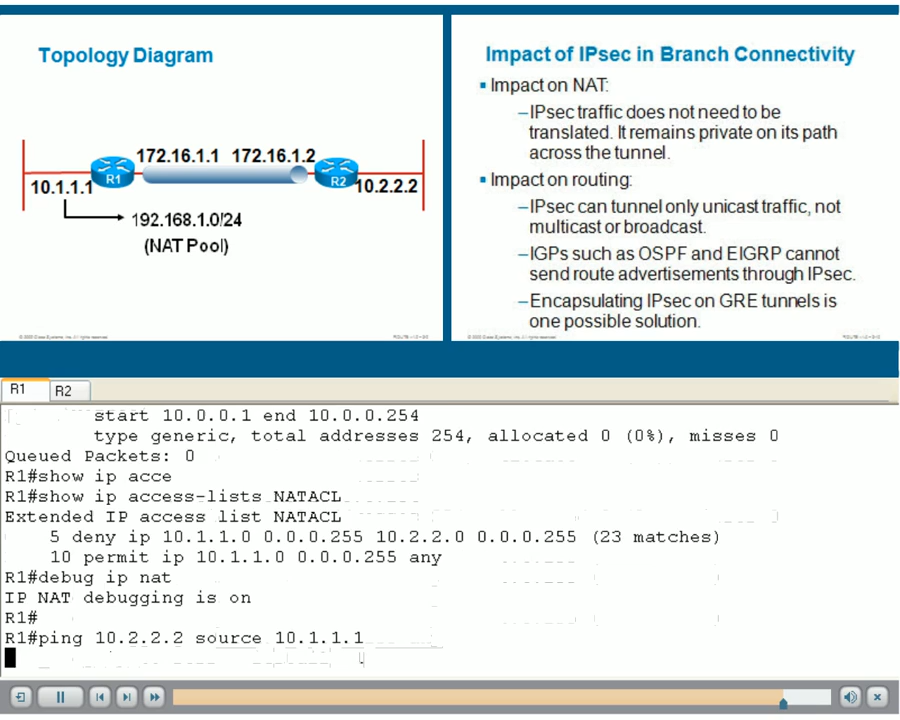 Topology Diagram
172.16.1.1 172.16.1.2
R1
R2
10.1.1.1
10.2.2.2
192.168.1.0/24
(NAT Pool)
Impact of IPsec in Branch Connectivity
Impact on NAT:
–IPsec traffic does not need to be
translated. It remains private on its path
across the tunnel.
Impact on routing:
–IPsec can tunnel only unicast traffic, not
multicast or broadcast.
–IGPs such as OSPF and EIGRP cannot
send route advertisements through IPsec.
–Encapsulating IPsec on GRE tunnels is
one possible solution.
R1 R2
start 10.0.0.1 end 10.0.0.254
type generic, total addresses 254, allocated 0 (0%), misses 0
Queued Packets: 0
R1#show ip acce
R1#show ip access-lists NATACL
Extended IP access list NATACL
5 deny ip 10.1.1.0 0.0.0.255 10.2.2.0 0.0.0.255 (23 matches)
10 permit ip 10.1.1.0 0.0.0.255 any
R1#debug ip nat
IP NAT debugging is on
R1#
R1#ping 10.2.2.2 source 10.1.1.1